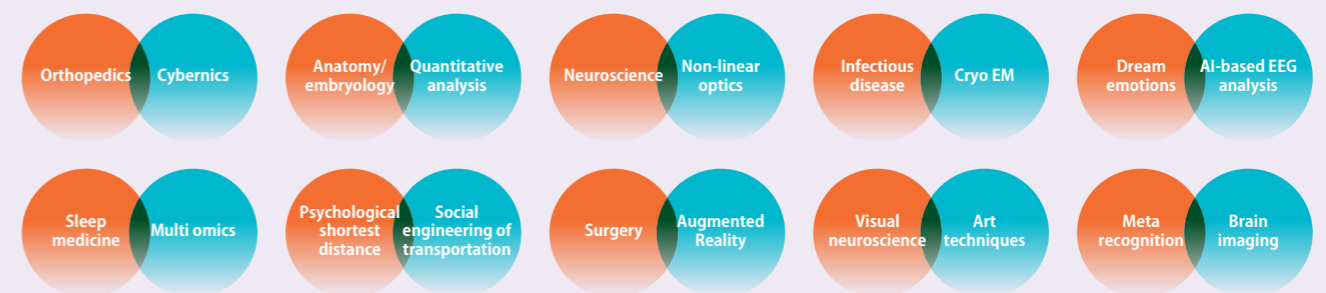 Orthopedics
Cybernics
Anatomy/
embryology
Quantitative
analysis
Neuroscience
Non-linear
optics
Infectious
disease
Cryo EM
Dream
emotions
AI-based EEG
analysis
Sleep
medicine
Multi omics
Psychological
shortest
distance
Social
engineering of
transportation
Surgery
Augmented
Reality
Visual
neuroscience
Art
techniques
Meta
recognition
Brain
imaging